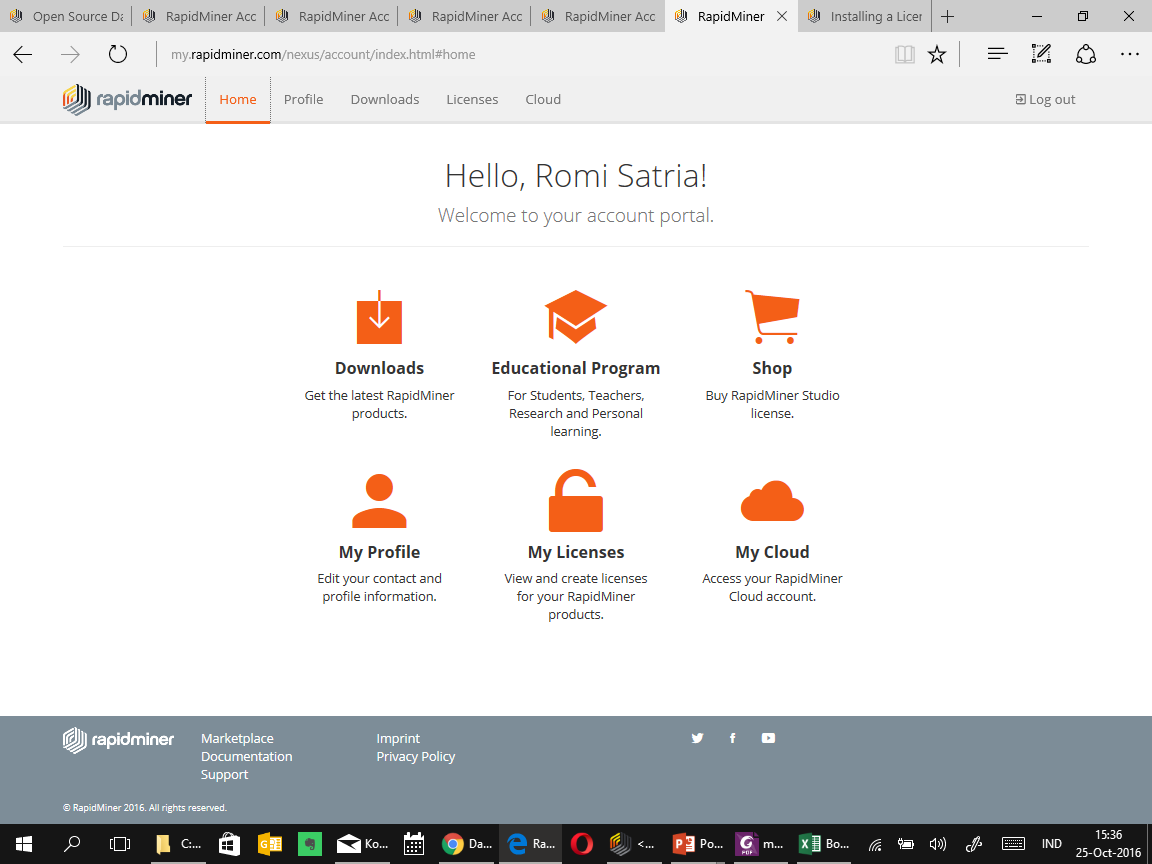 Open Source Da
RapidMiner Acc
RapidMiner Acc
RapidMiner Acc
RapidMiner Acc
RapidMiner
Installing a Licen
my.rapidminer.com/nexus/account/index.html#home
rapidminer
Home
Profile
Downloads
Licenses
Cloud
Log out
Hello, Romi Satria!
Welcome to your account portal.
Downloads
Get the latest RapidMiner
products.
Educational Program
For Students, Teachers,
Research and Personal
learning.
Shop
Buy RapidMiner Studio
license.
My Profile
Edit your contact and
profile information.
My Licenses
View and create licenses
for your RapidMiner
products.
My Cloud
Access your RapidMiner
Cloud account.
rapidminer
Marketplace
Documentation
Support
Imprint
Privacy Policy
© RapidMiner 2016. All rights reserved.
C:...
Ko...
Da...
Ra...
<...
Po...
m...
Bo...
IND
15:36
25-Oct-2016